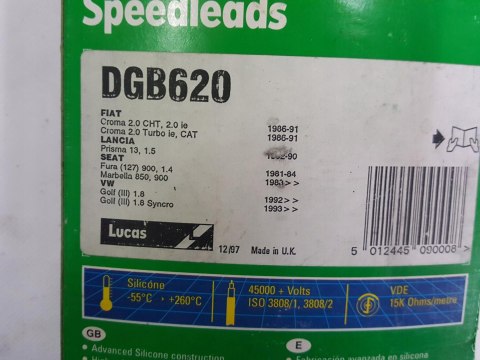 Speedleads
DGB620
FIAT
Croma 2.0 CHT, 2.0 ie 1986-91
Croma 2.0 Turbo ie, CAT 1986-91
LANCIA
Prisma 13, 1.5 1982-90
SEAT
Fura (127) 900, 1.4 1981-84
Marbella 850, 900 1983>>
VW
Golf (III) 1.8 1992>>
Golf (III) 1.8 Syncro 1993>>
Lucas 12/97 Made in U.K.
5 012445 090008 >
Silicone
-55°C → +260°C
45000 + Volts
ISO 3808/1, 3808/2
VDE
15K Ohms/metre
GB
• Advanced Silicone construction
E
• Fabricación avanzada en silicone